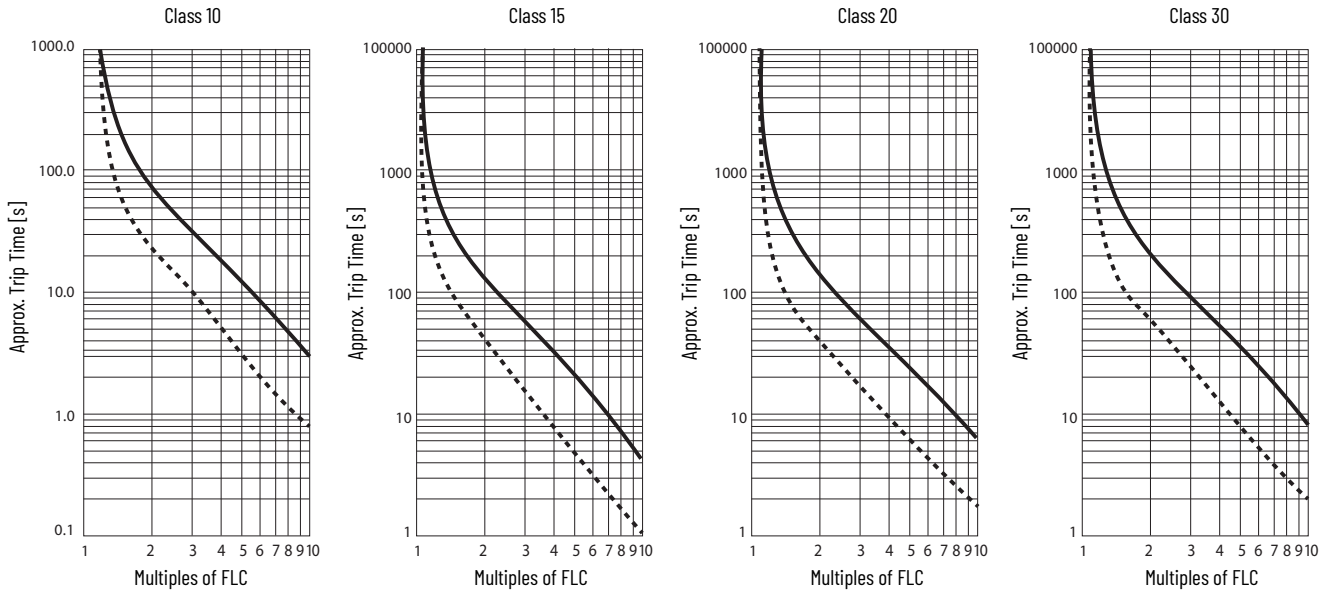 Class 10
Class 15
Class 20
Class 30
Approx. Trip Time [s]
1000.0
100.0
10.0
1.0
0.1
1 2 3 4 5 6 7 8 9 10
Multiples of FLC
Approx. Trip Time [s]
100000
1000
100
10
1
1 2 3 4 5 6 7 8 9 10
Multiples of FLC
Approx. Trip Time [s]
100000
1000
100
10
1
1 2 3 4 5 6 7 8 9 10
Multiples of FLC
Approx. Trip Time [s]
100000
1000
100
10
1
1 2 3 4 5 6 7 8 9 10
Multiples of FLC